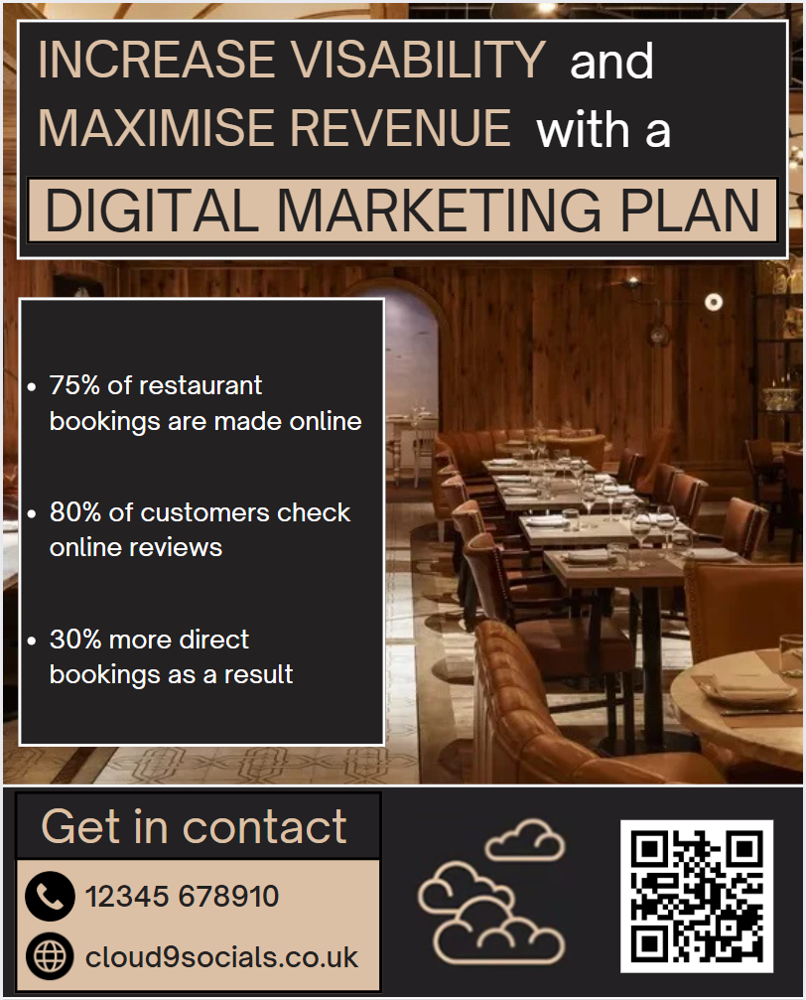 INCREASE VISABILITY and
MAXIMISE REVENUE with a
DIGITAL MARKETING PLAN
• 75% of restaurant
bookings are made online
• 80% of customers check
online reviews
• 30% more direct
bookings as a result
Get in contact
12345 678910
cloud9socials.co.uk